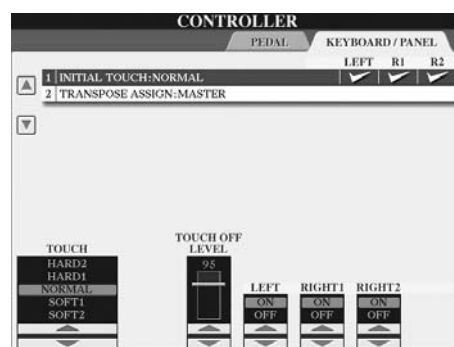 CONTROLLER
PEDAL KEYBOARD / PANEL
LEFT R1 R2
1 INITIAL TOUCH:NORMAL
2 TRANSPOSE ASSIGN:MASTER
TOUCH
HARD2
HARD1
NORMAL
SOFT1
SOFT2
TOUCH OFF
LEVEL
95
LEFT
ON
OFF
RIGHT1
ON
OFF
RIGHT2
ON
OFF